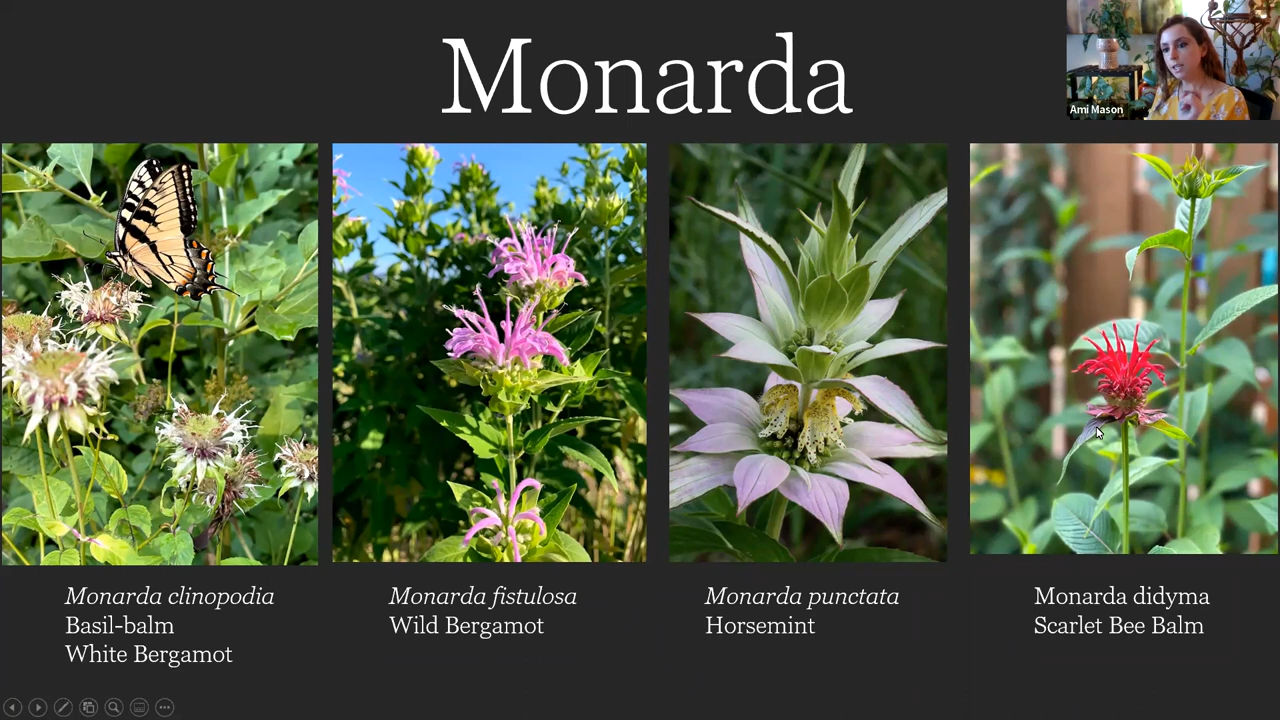 Monarda
Ami Mason
Monarda clinopodia
Basil-balm
White Bergamot
Monarda fistulosa
Wild Bergamot
Monarda punctata
Horsemint
Monarda didyma
Scarlet Bee Balm